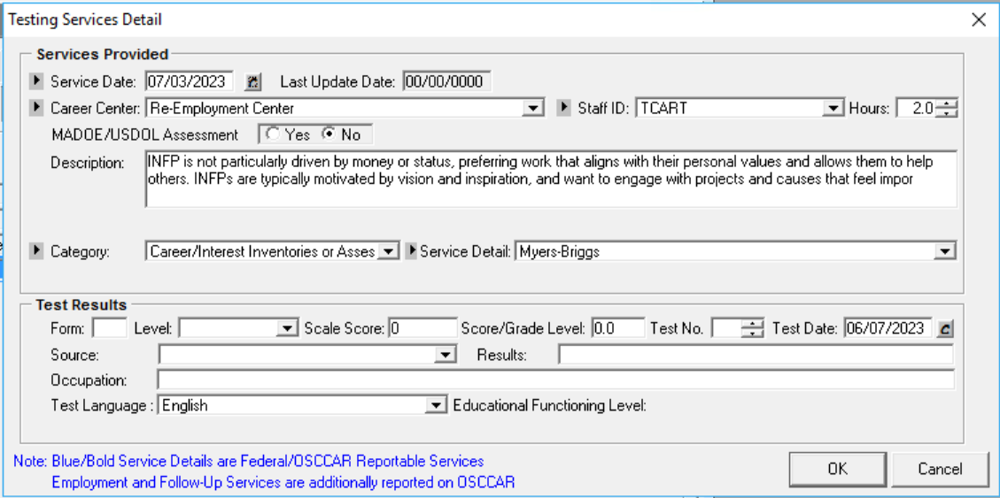 Testing Services Detail
Services Provided
Service Date: 07/03/2023 Last Update Date: 00/00/0000
Career Center: Re-Employment Center Staff ID: TCART Hours: 2.0
MADOE/USDOL Assessment Yes No
Description: INFP is not particularly driven by money or status, preferring work that aligns with their personal values and allows them to help
others. INFPs are typically motivated by vision and inspiration, and want to engage with projects and causes that feel impor
Category: Career/Interest Inventories or Asses Service Detail: Myers-Briggs
Test Results
Form: Level: Scale Score: 0 Score/Grade Level: 0.0 Test No. Test Date: 06/07/2023
Source: Results:
Occupation:
Test Language : English Educational Functioning Level:
Note: Blue/Bold Service Details are Federal/OSCCAR Reportable Services
Employment and Follow-Up Services are additionally reported on OSCCAR
OK Cancel